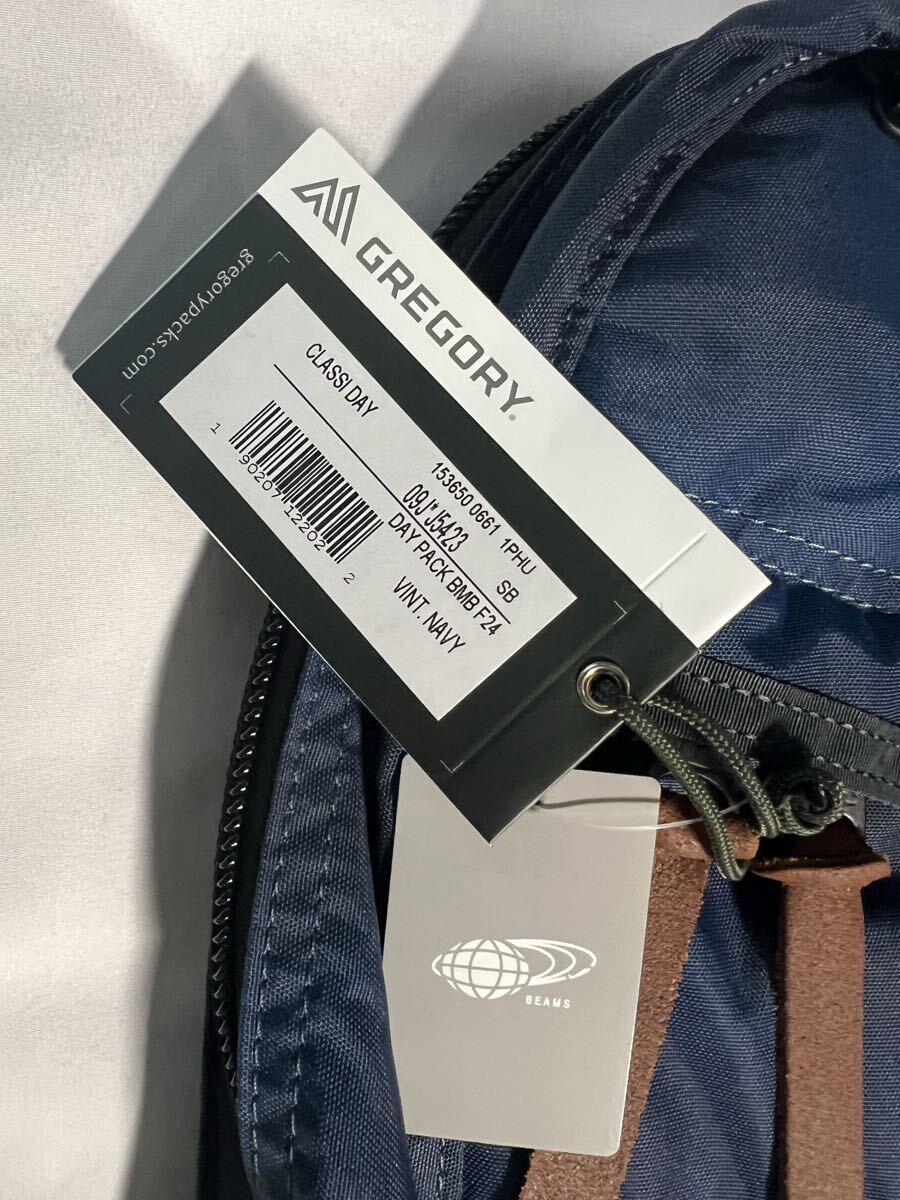 GREGORY®
gregorypacks.com
CLASSI DAY
153650 0661 1PHU
09J*J5423 SB
DAY PACK BMB F24
VINT. NAVY
1 90207 12202 2
BEAMS